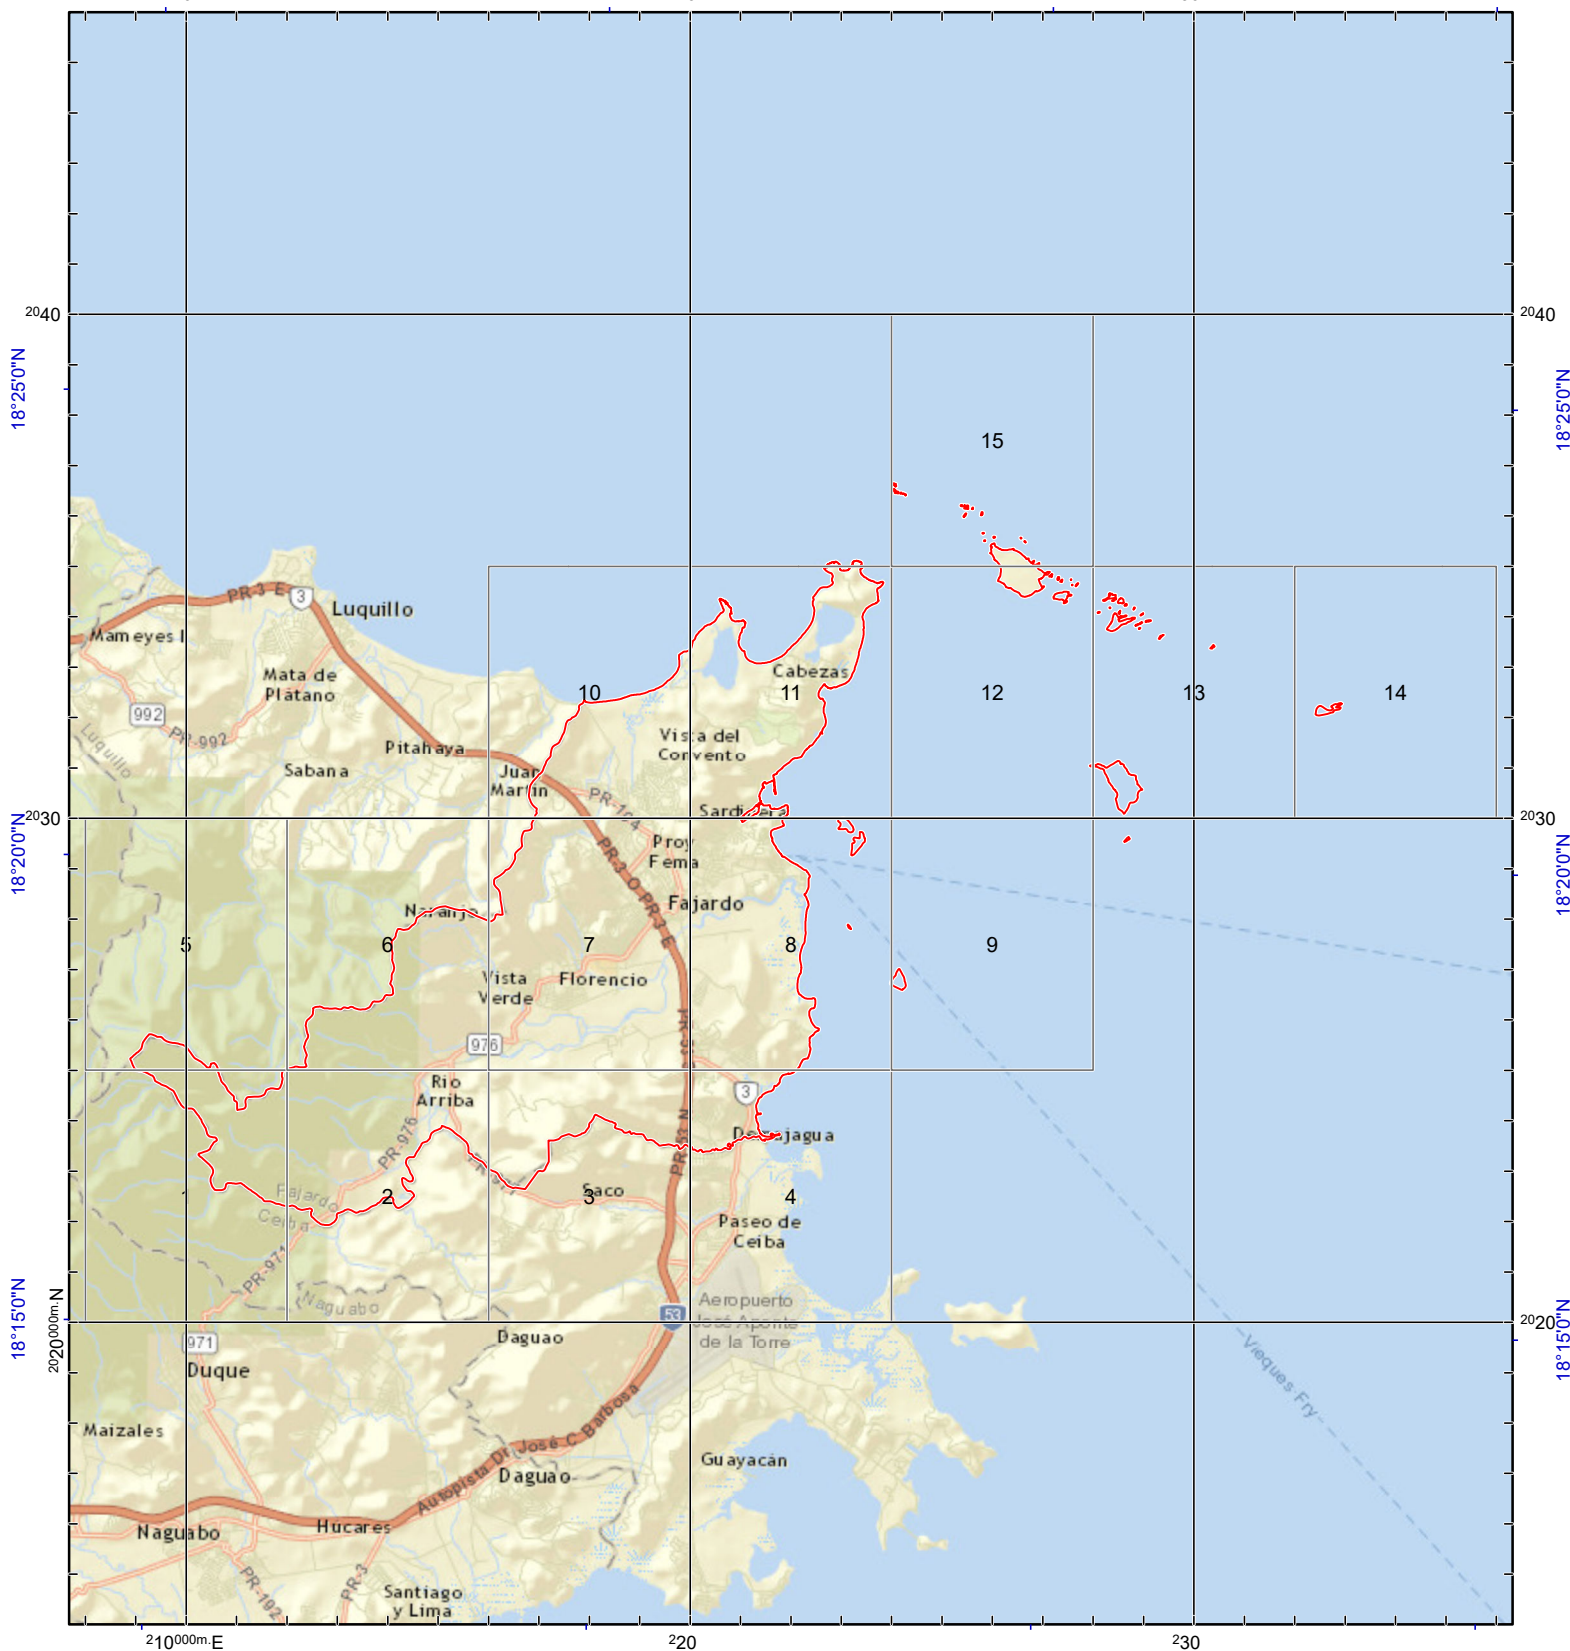 2040
2040
18°25'0"N
18°25'0"N
15
PR-3 E
3
Luquillo
Mameyes I
Cabezas
Mata de
Plátano
10
11
12
13
14
992
PR-992
Luquillo
Vista del
Convento
Pitahaya
Sabana
Juan
Martín
PR-194
Sardinera
2030
2030
18°20'0"N
18°20'0"N
Proy
Fema
PR-3 O PR-3 E
Fajardo
Naranjo
5
6
7
8
9
Vista
Verde
Florencio
976
Río
Arriba
3
PR-976
PR-53 N
Demajagua
Fajardo
Ceiba
2
Saco
3
4
Paseo de
Ceiba
PR-971
Naguabo
Aeropuerto
José Aponte
de la Torre
53
18°15'0"N
2020000m.N
2020
18°15'0"N
971
Daguao
Duque
Vieques Fry
Maizales
Autopista Dr José C Barbosa
Guayacán
Daguao
Naguabo
Hucares
PR-192
PR-3
Santiago
y Lima
210000m.E
220
230